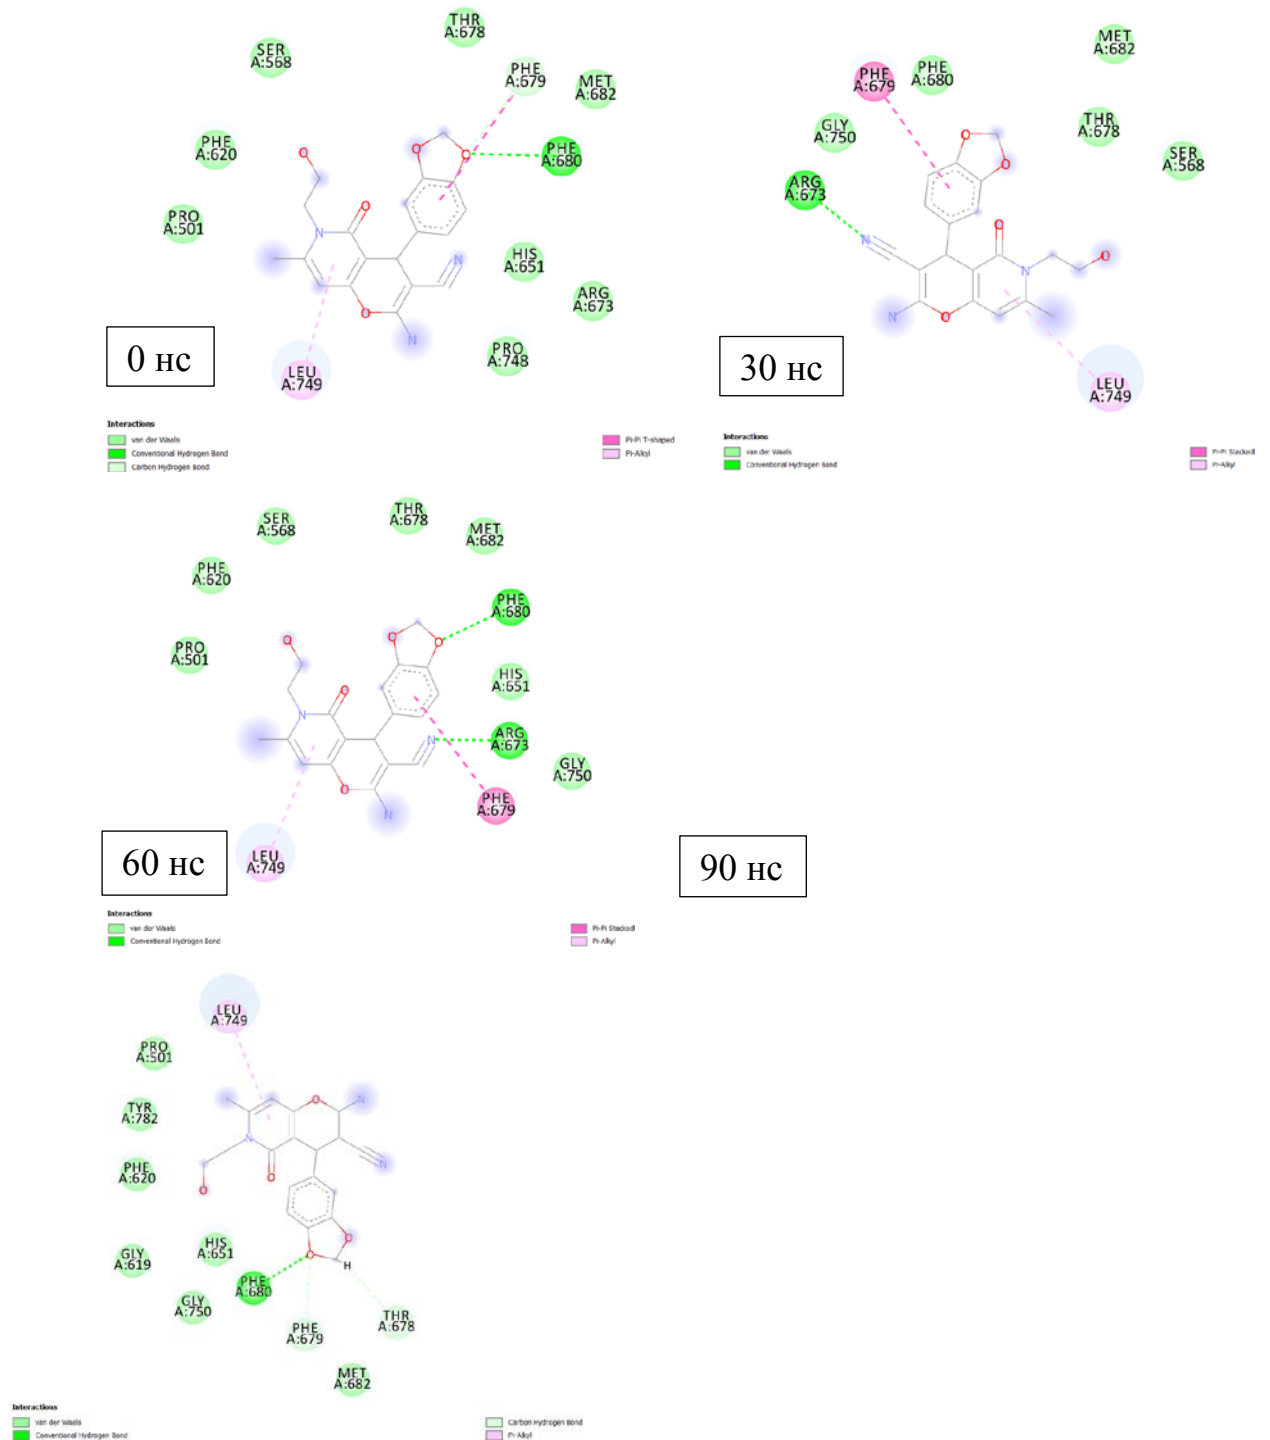 THR
A:678
SER
A:568
PHE
A:679
MET
A:682
PHE
A:620
PHE
A:680
PRO
A:501
HIS
A:651
ARG
A:673
PRO
A:748
LEU
A:749
O
O
O
O
N
N
O
N
0 нс
Interactions
van der Waals
Conventional Hydrogen Bond
Carbon Hydrogen Bond
Pi-Pi T-shaped
Pi-Alkyl
MET
A:682
PHE
A:679
PHE
A:680
GLY
A:750
THR
A:678
SER
A:568
ARG
A:673
LEU
A:749
O
O
N
O
O
N
N
O
30 нс
Interactions
van der Waals
Conventional Hydrogen Bond
Pi-Pi Stacked
Pi-Alkyl
SER
A:568
THR
A:678
MET
A:682
PHE
A:620
PHE
A:680
PRO
A:501
HIS
A:651
ARG
A:673
GLY
A:750
PHE
A:679
LEU
A:749
O
O
O
O
N
N
O
N
60 нс
Interactions
van der Waals
Conventional Hydrogen Bond
Pi-Pi Stacked
Pi-Alkyl
90 нс
LEU
A:749
PRO
A:501
TYR
A:782
PHE
A:620
GLY
A:619
HIS
A:651
PHE
A:680
GLY
A:750
PHE
A:679
THR
A:678
MET
A:682
O
N
N
N
O
O
O
O
H
Interactions
van der Waals
Conventional Hydrogen Bond
Carbon Hydrogen Bond
Pi-Alkyl